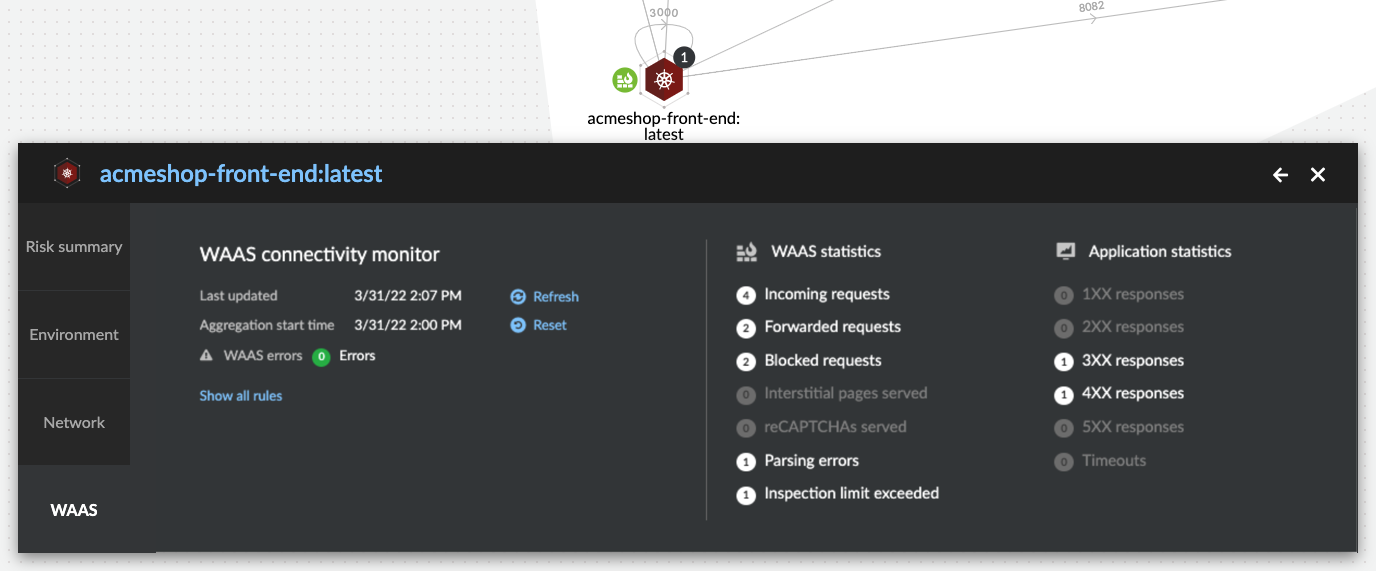 3000
8082
1
acmeshop-front-end:
latest
acmeshop-front-end:latest
Risk summary
Environment
Network
WAAS
WAAS connectivity monitor
Last updated 3/31/22 2:07 PM Refresh
Aggregation start time 3/31/22 2:00 PM Reset
WAAS errors 0 Errors
Show all rules
WAAS statistics
4 Incoming requests
2 Forwarded requests
2 Blocked requests
0 Interstitial pages served
0 reCAPTCHAs served
1 Parsing errors
1 Inspection limit exceeded
Application statistics
0 1XX responses
0 2XX responses
1 3XX responses
1 4XX responses
0 5XX responses
0 Timeouts